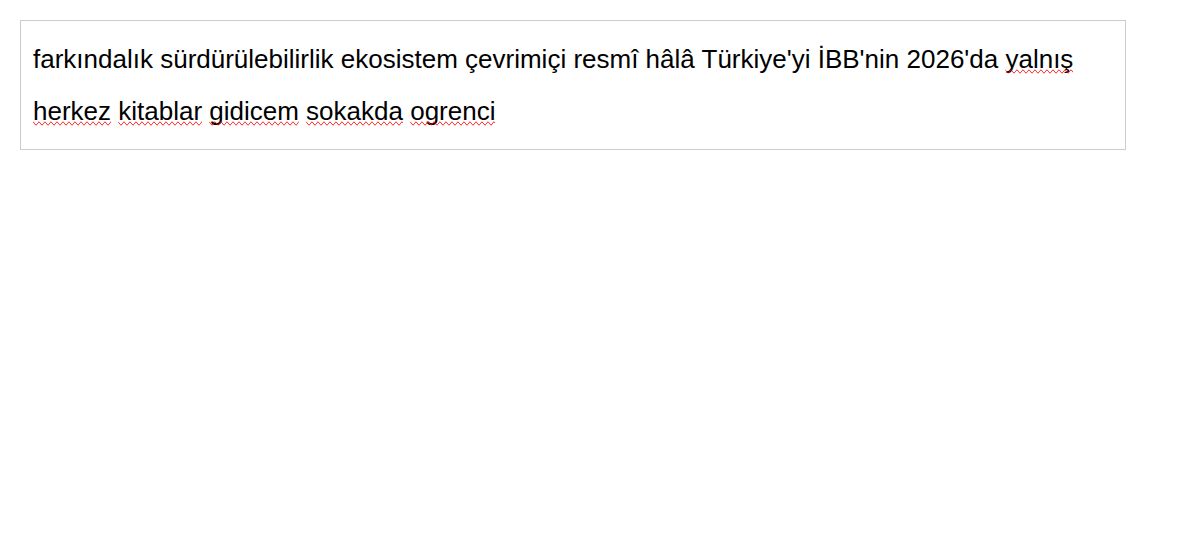 farkındalık sürdürülebilirlik ekosistem çevrimiçi resmî hâlâ Türkiye'yi İBB'nin 2026'da yalnış
herkez kitablar gidicem sokakda ogrenci